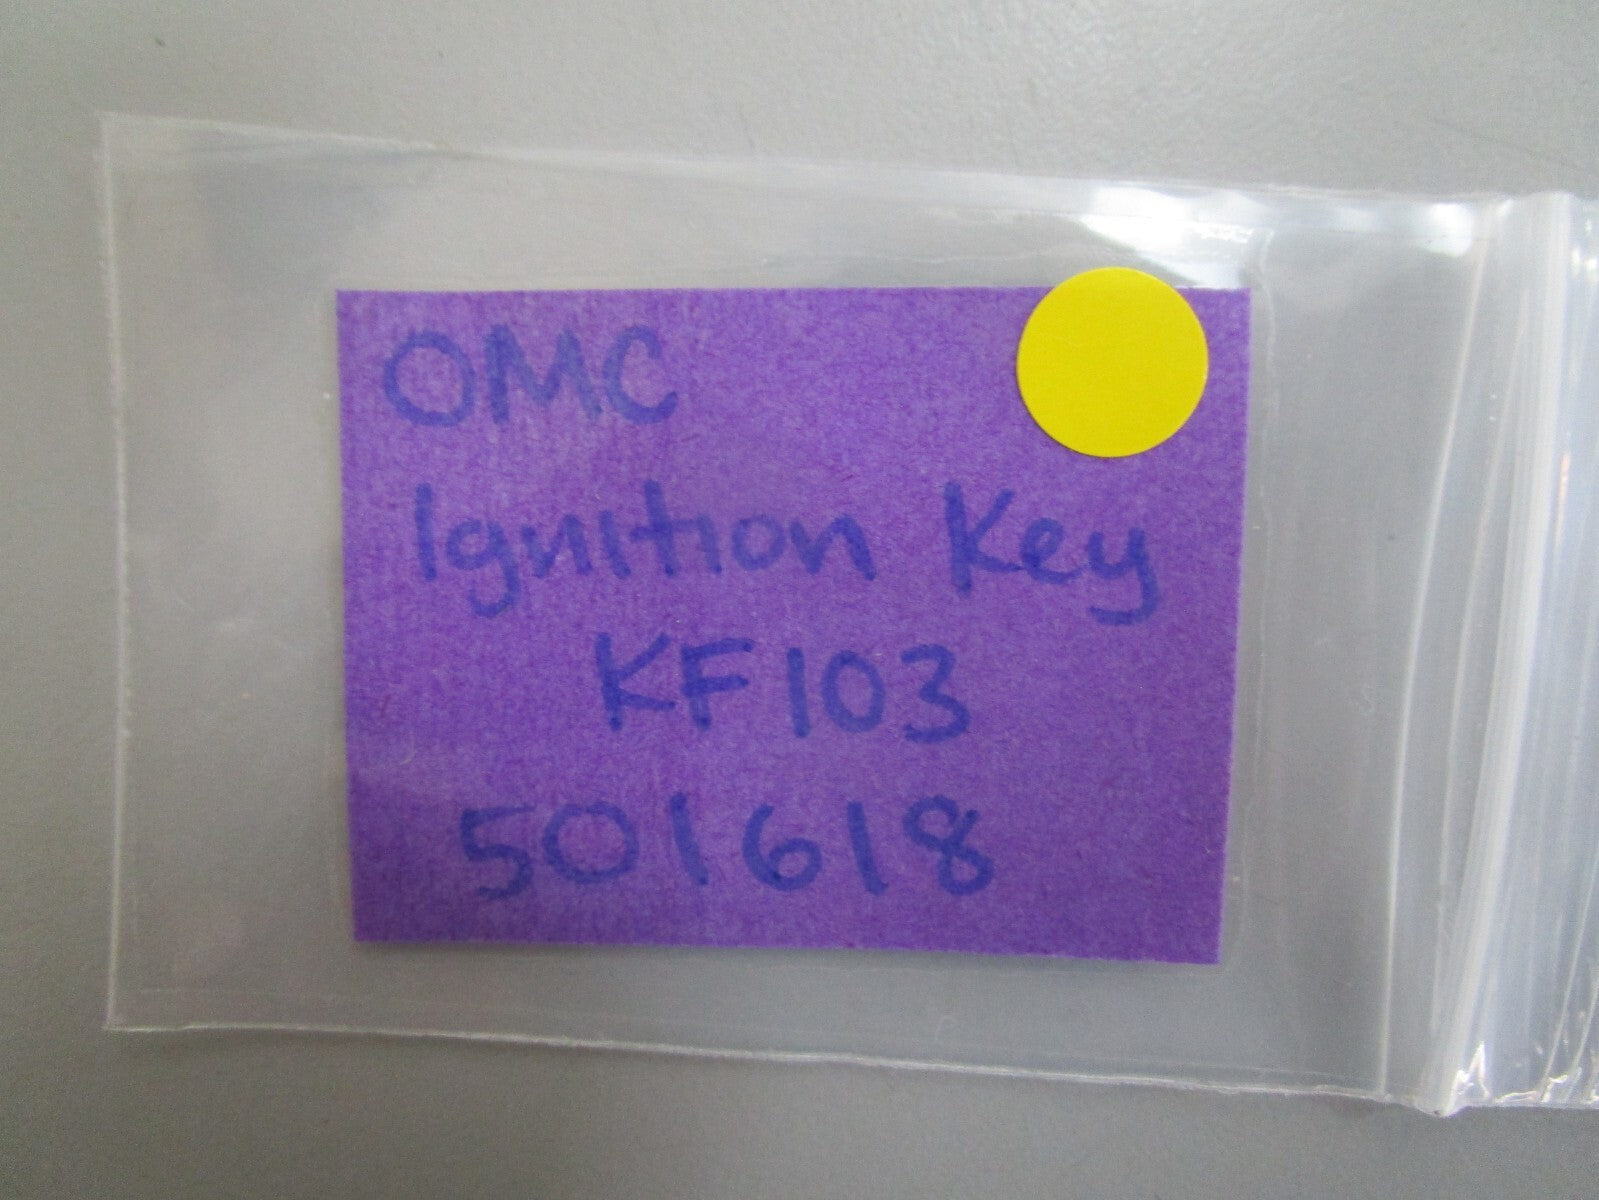 OMC
Ignition Key
KF103
501618